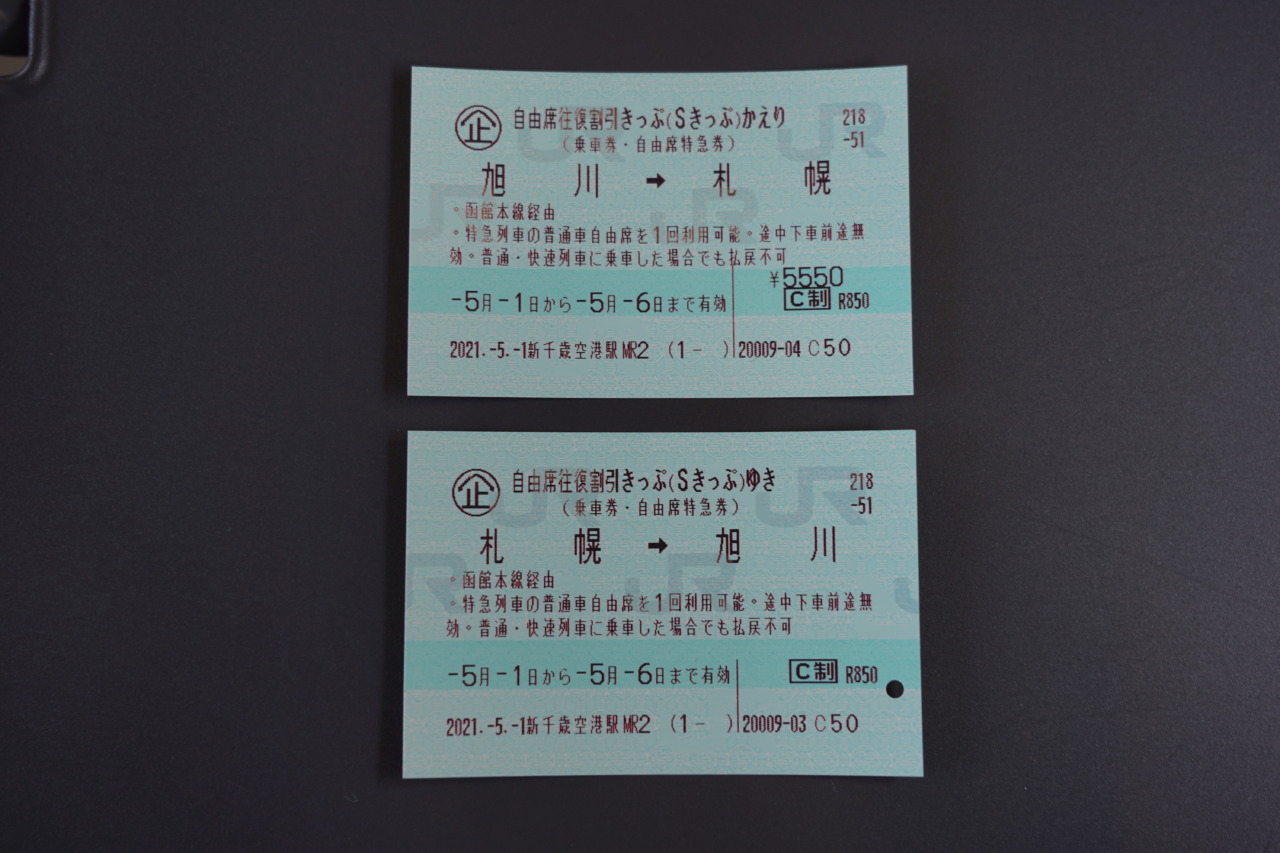 企 自由席往復割引きっぷ(Sきっぷ)かえり 218
(乗車券・自由席特急券) -51
旭 川 → 札 幌
。函館本線経由
。特急列車の普通車自由席を1回利用可能。途中下車前途無
効。普通・快速列車に乗車した場合でも払戻不可
¥5550
-5月-1日から-5月-6日まで有効 C制 R850
2021.-5.-1新千歳空港駅MR2 (1- ) 20009-04 C50
企 自由席往復割引きっぷ(Sきっぷ)ゆき 218
(乗車券・自由席特急券) -51
札 幌 → 旭 川
。函館本線経由
。特急列車の普通車自由席を1回利用可能。途中下車前途無
効。普通・快速列車に乗車した場合でも払戻不可
-5月-1日から-5月-6日まで有効 C制 R850
2021.-5.-1新千歳空港駅MR2 (1- ) 20009-03 C50